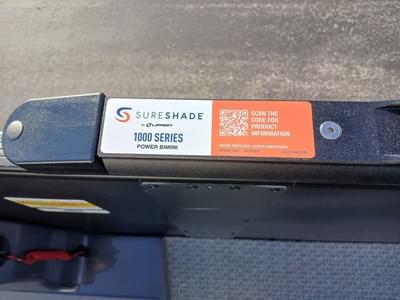 SURESHADE
BY LIPPERT
1000 SERIES
POWER BIMINI
SCAN THE
CODE FOR
PRODUCT
INFORMATION